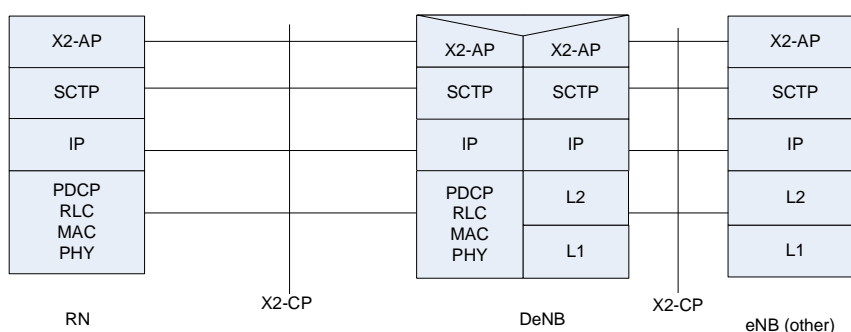 X2-AP
X2-AP
X2-AP
X2-AP
SCTP
SCTP
SCTP
SCTP
IP
IP
IP
IP
PDCP
RLC
MAC
PHY
PDCP
RLC
MAC
PHY
L2
L1
L2
L1
X2-CP
X2-CP
RN
DeNB
eNB (other)